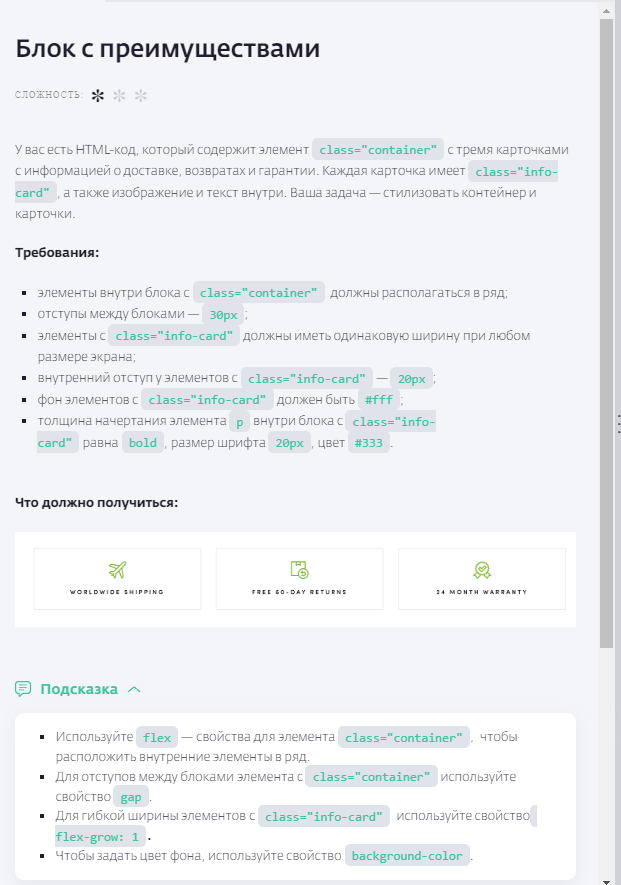 Блок с преимуществами
СЛОЖНОСТЬ:
У вас есть HTML-код, который содержит элемент class="container" с тремя карточками
с информацией о доставке, возвратах и гарантии. Каждая карточка имеет class="info-
card" , а также изображение и текст внутри. Ваша задача — стилизовать контейнер и
карточки.
Требования:
элементы внутри блока с class="container" должны располагаться в ряд;
отступы между блоками — 30px ;
элементы с class="info-card" должны иметь одинаковую ширину при любом
размере экрана;
внутренний отступ у элементов с class="info-card" — 20px ;
фон элементов с class="info-card" должен быть #fff ;
толщина начертания элемента p внутри блока с class="info-
card" равна bold , размер шрифта 20px , цвет #333 .
Что должно получиться:
WORLDWIDE SHIPPING FREE 60-DAY RETURNS 24 MONTH WARRANTY
Подсказка
Используйте flex — свойства для элемента class="container" , чтобы
расположить внутренние элементы в ряд.
Для отступов между блоками элемента с class="container" используйте
свойство gap .
Для гибкой ширины элементов с class="info-card" используйте свойство
flex-grow: 1 .
Чтобы задать цвет фона, используйте свойство background-color .